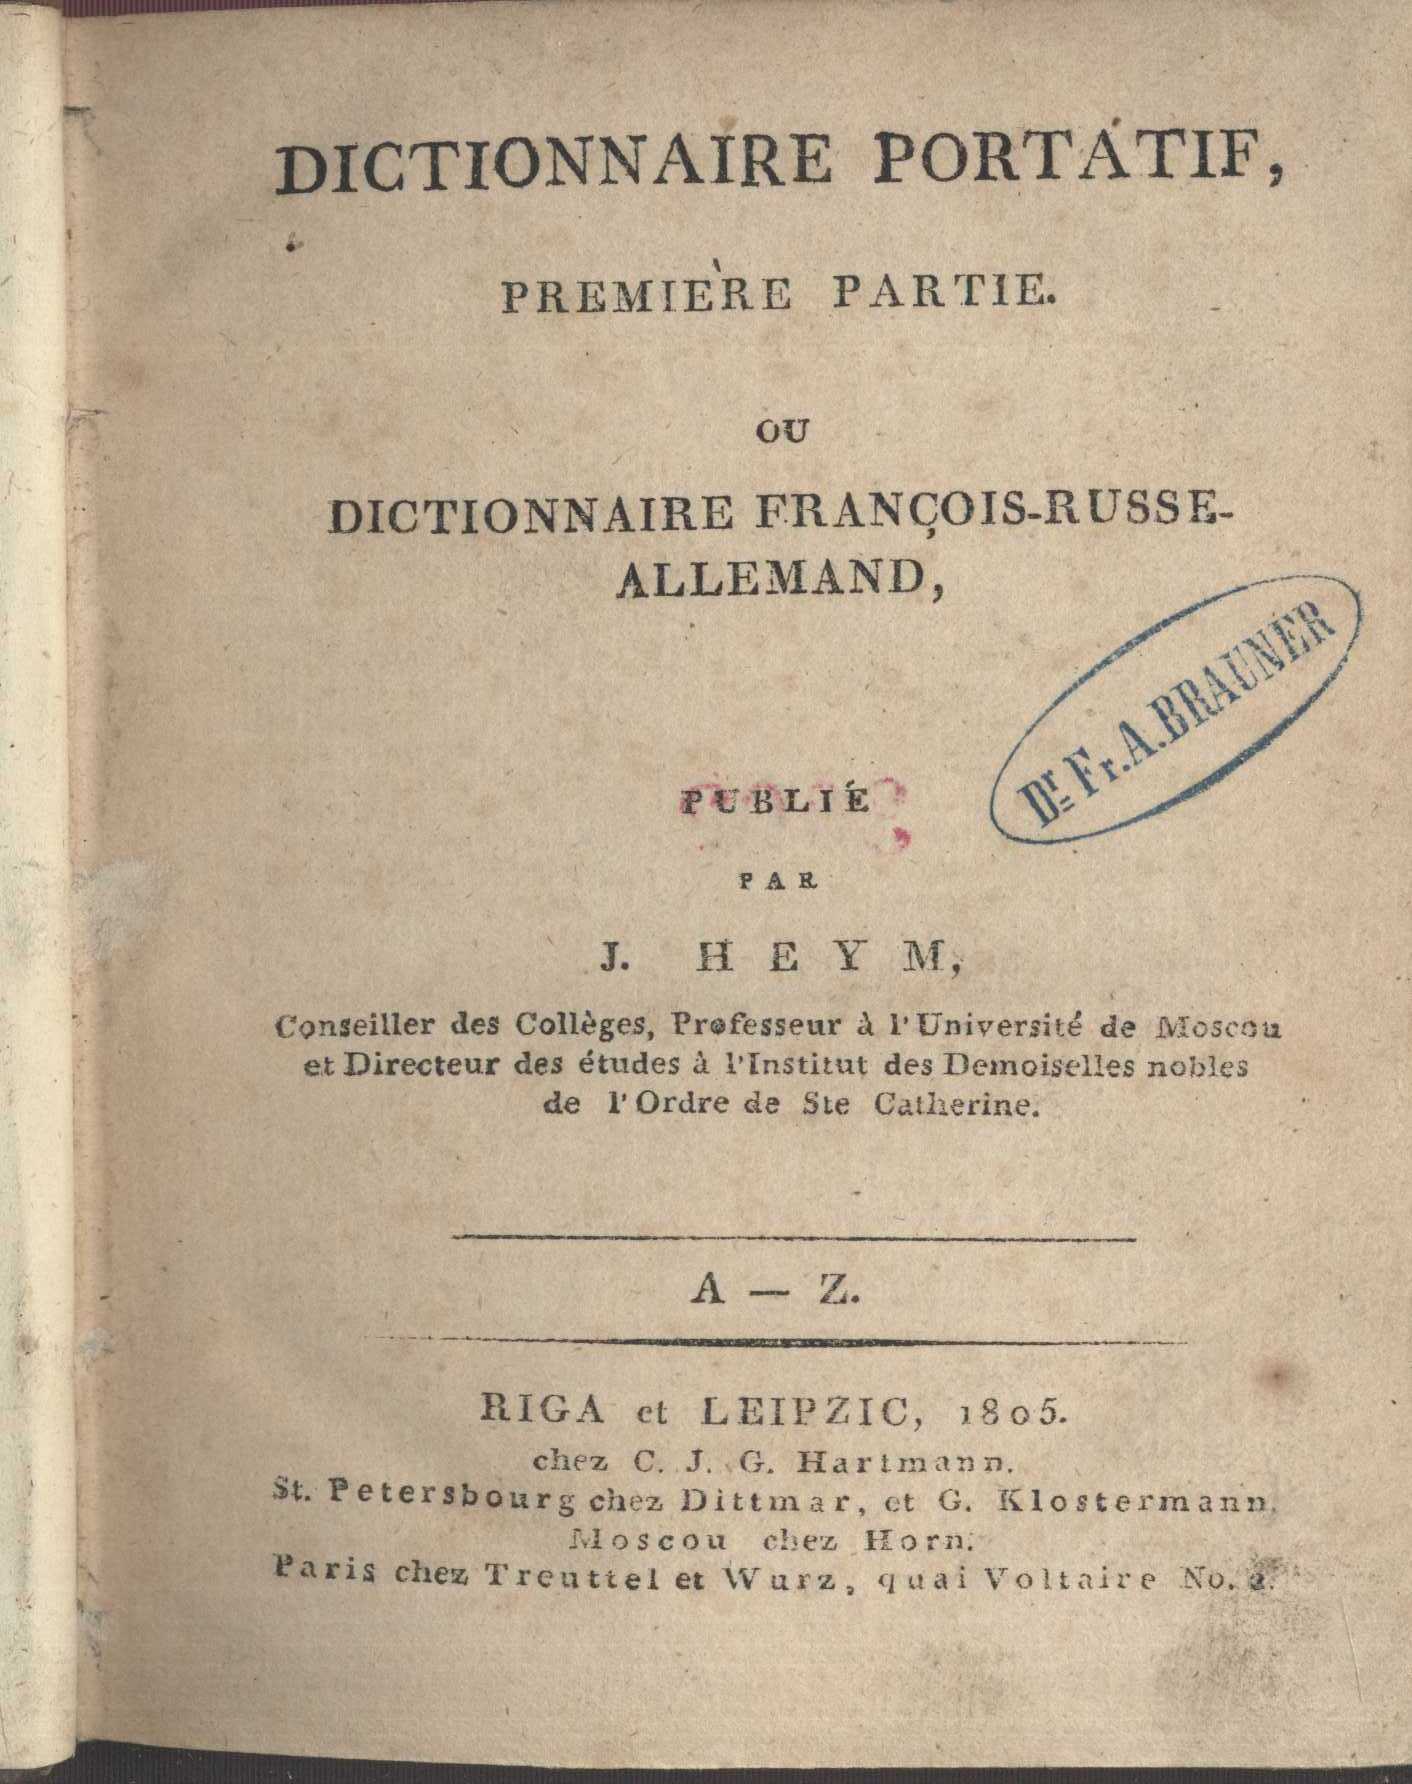 DICTIONNAIRE PORTATIF,
PREMIÈRE PARTIE.
OU
DICTIONNAIRE FRANÇOIS-RUSSE-
ALLEMAND,
Dr. Fr. A. BRAUNER
PUBLIÉ
PAR
J. HEYM,
Conseiller des Collèges, Professeur à l'Université de Moscou
et Directeur des études à l'Institut des Demoiselles nobles
de l'Ordre de Ste Catherine.
A — Z.
RIGA et LEIPZIC, 1805.
chez C. J. G. Hartmann.
St. Petersbourg chez Dittmar, et G. Klostermann.
Moscou chez Horn.
Paris chez Treuttel et Wurz, quai Voltaire No. 2.